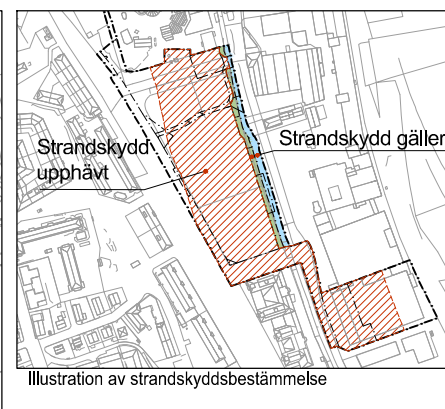 Strandskydd
upphävt
Strandskydd gäller
Illustration av strandskyddsbestämmelse